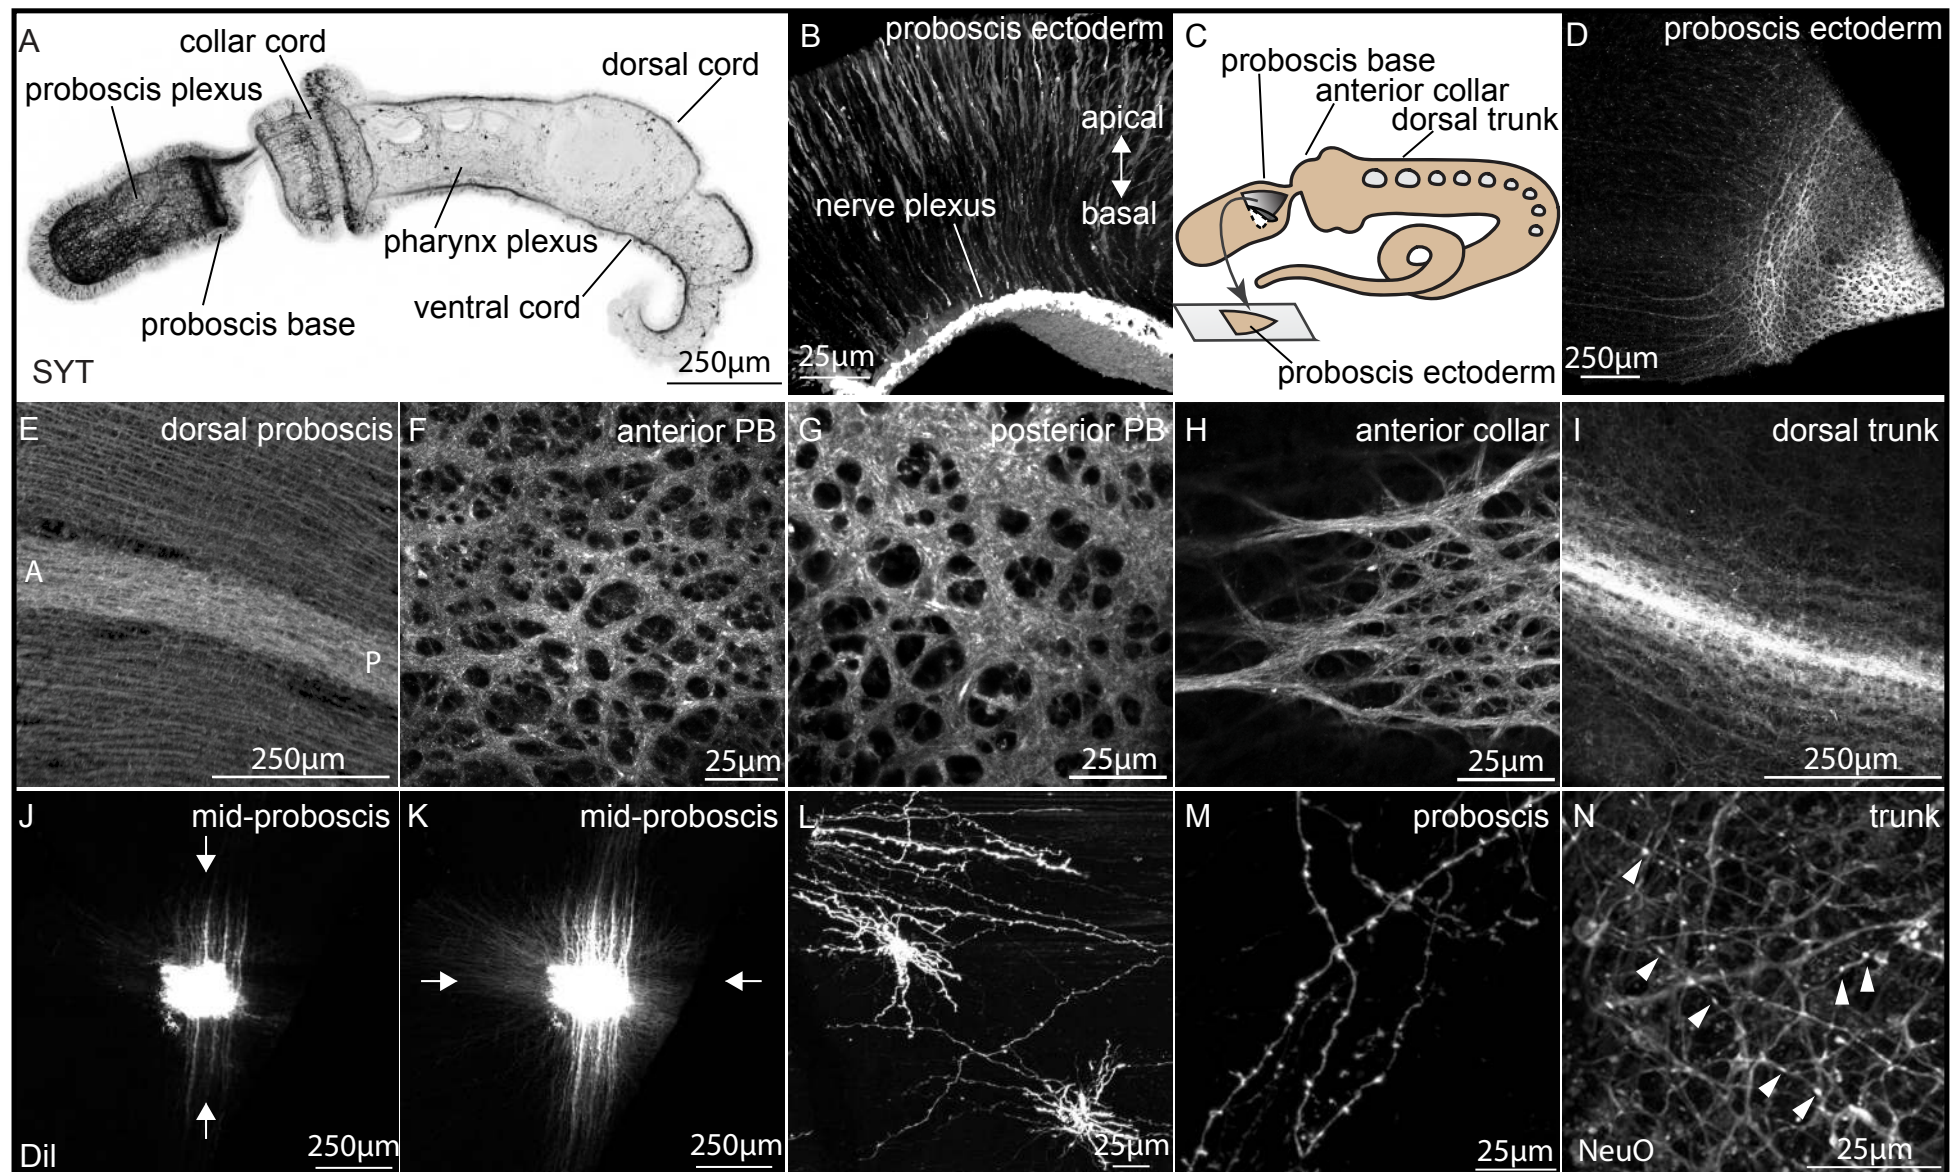 A
collar cord
proboscis plexus
dorsal cord
pharynx plexus
ventral cord
proboscis base
SYT
250µm
B
proboscis ectoderm
apical
basal
nerve plexus
25µm
C
proboscis base
anterior collar
dorsal trunk
proboscis ectoderm
D
proboscis ectoderm
250µm
E
dorsal proboscis
A
P
250µm
F
anterior PB
25µm
G
posterior PB
25µm
H
anterior collar
25µm
I
dorsal trunk
250µm
J
mid-proboscis
DiI
250µm
K
mid-proboscis
250µm
L
25µm
M
proboscis
25µm
N
trunk
NeuO
25µm